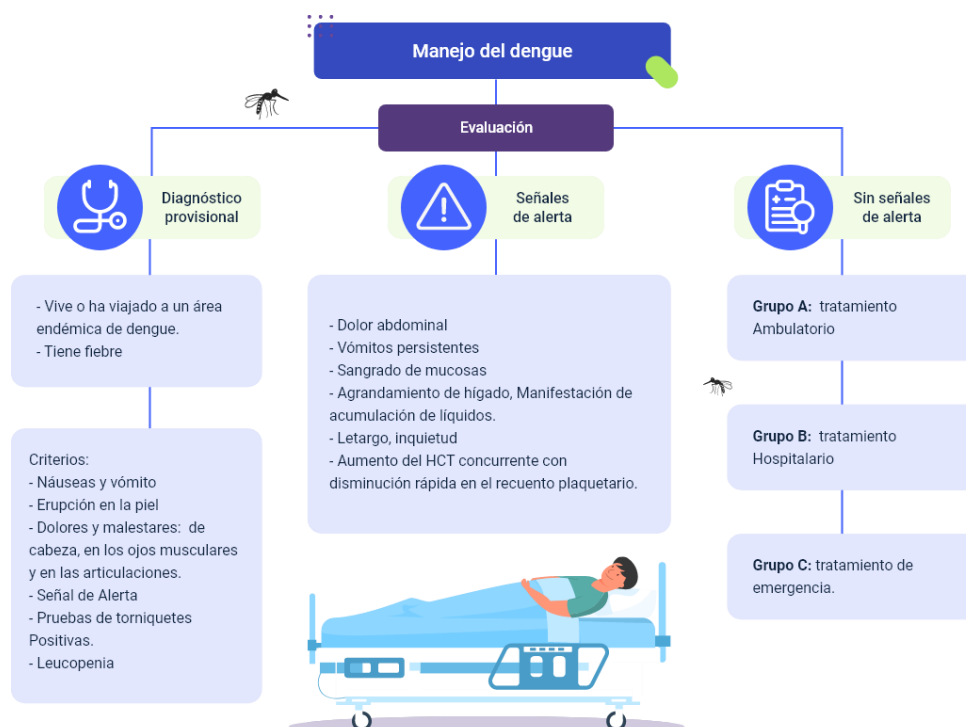 Manejo del dengue
Evaluación
Diagnóstico
provisional
- Vive o ha viajado a un área
endémica de dengue.
- Tiene fiebre
Criterios:
- Náuseas y vómito
- Erupción en la piel
- Dolores y malestares:  de
cabeza, en los ojos musculares
y en las articulaciones.
- Señal de Alerta
- Pruebas de torniquetes
Positivas.
- Leucopenia
Señales
de alerta
- Dolor abdominal
- Vómitos persistentes
- Sangrado de mucosas
- Agrandamiento de hígado, Manifestación de
acumulación de líquidos.
- Letargo, inquietud
- Aumento del HCT concurrente con
disminución rápida en el recuento plaquetario.
Sin señales
de alerta
Grupo A:  tratamiento
Ambulatorio
Grupo B:  tratamiento
Hospitalario
Grupo C: tratamiento de
emergencia.